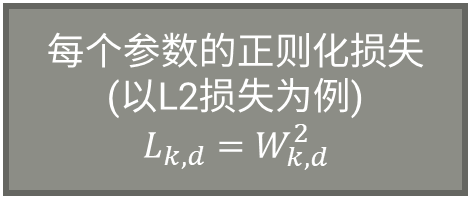 每个参数的正则化损失
(以L2损失为例)
$L_{k,d} = W_{k,d}^2$